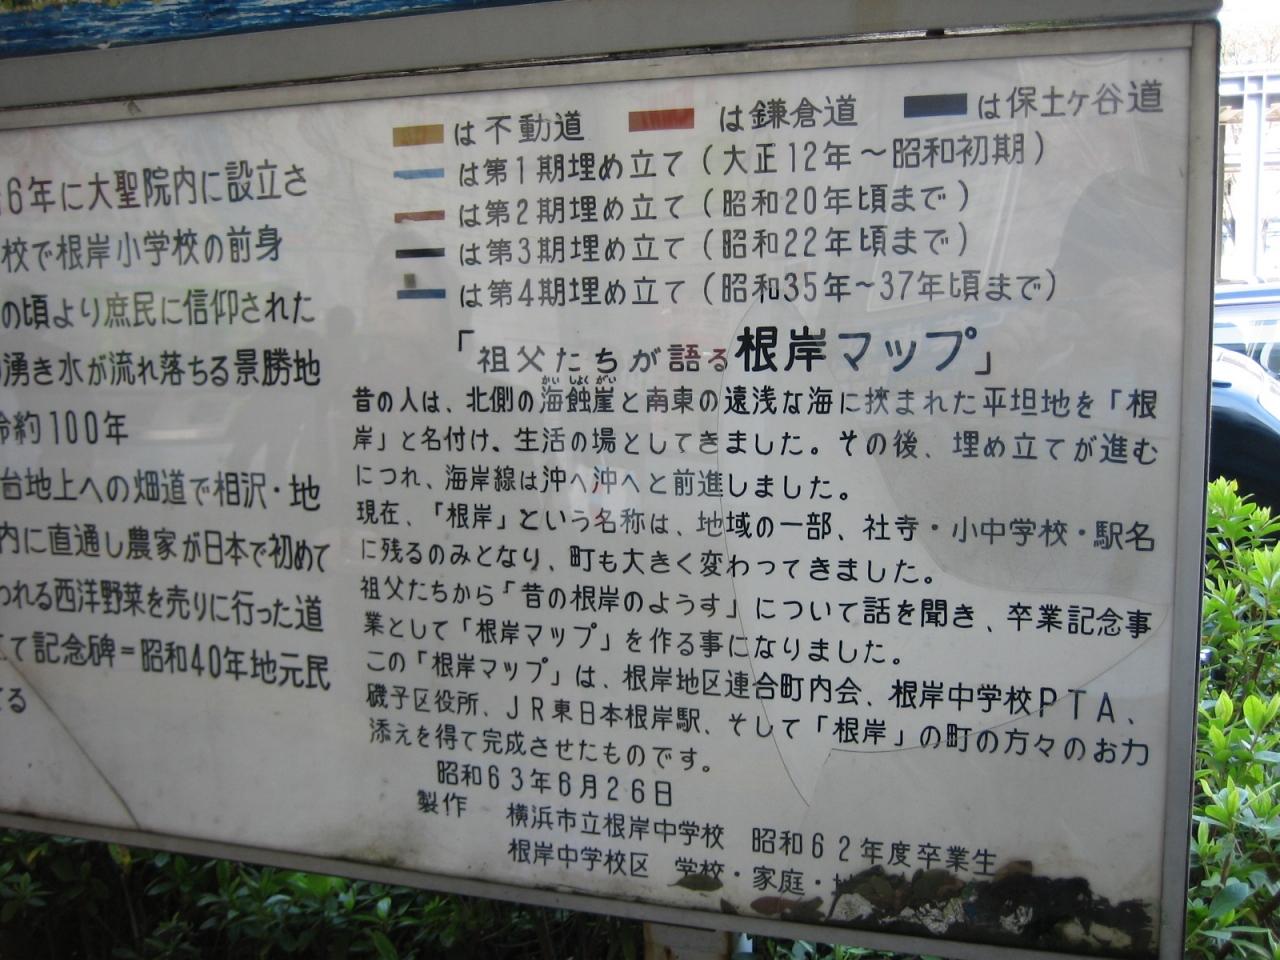 6年に大聖院内に設立さ
校で根岸小学校の前身
の頃より庶民に信仰された
湧き水が流れ落ちる景勝地
約100年
台地上への畑道で相沢・地
内に直通し農家が日本で初めて
われる西洋野菜を売りに行った道
て記念碑=昭和40年地元民
る
は不動道 は鎌倉道 は保土ヶ谷道
は第1期埋め立て(大正12年～昭和初期)
は第2期埋め立て(昭和20年頃まで)
は第3期埋め立て(昭和22年頃まで)
は第4期埋め立て(昭和35年～37年頃まで)
「祖父たちが語る根岸マップ」
かいしょくがい
昔の人は、北側の海蝕崖と南東の遠浅な海に挾まれた平坦地を「根
岸」と名付け、生活の場としてきました。その後、埋め立てが進む
につれ、海岸線は沖へ沖へと前進しました。
現在、「根岸」という名称は、地域の一部、社寺・小中学校・駅名
に残るのみとなり、町も大きく変わってきました。
祖父たちから「昔の根岸のようす」について話を聞き、卒業記念事
業として「根岸マップ」を作る事になりました。
この「根岸マップ」は、根岸地区連合町内会、根岸中学校PTA、
磯子区役所、JR東日本根岸駅、そして「根岸」の町の方々のお力
添えを得て完成させたものです。
昭和63年6月26日
製作 横浜市立根岸中学校 昭和62年度卒業生
根岸中学校区 学校・家庭・